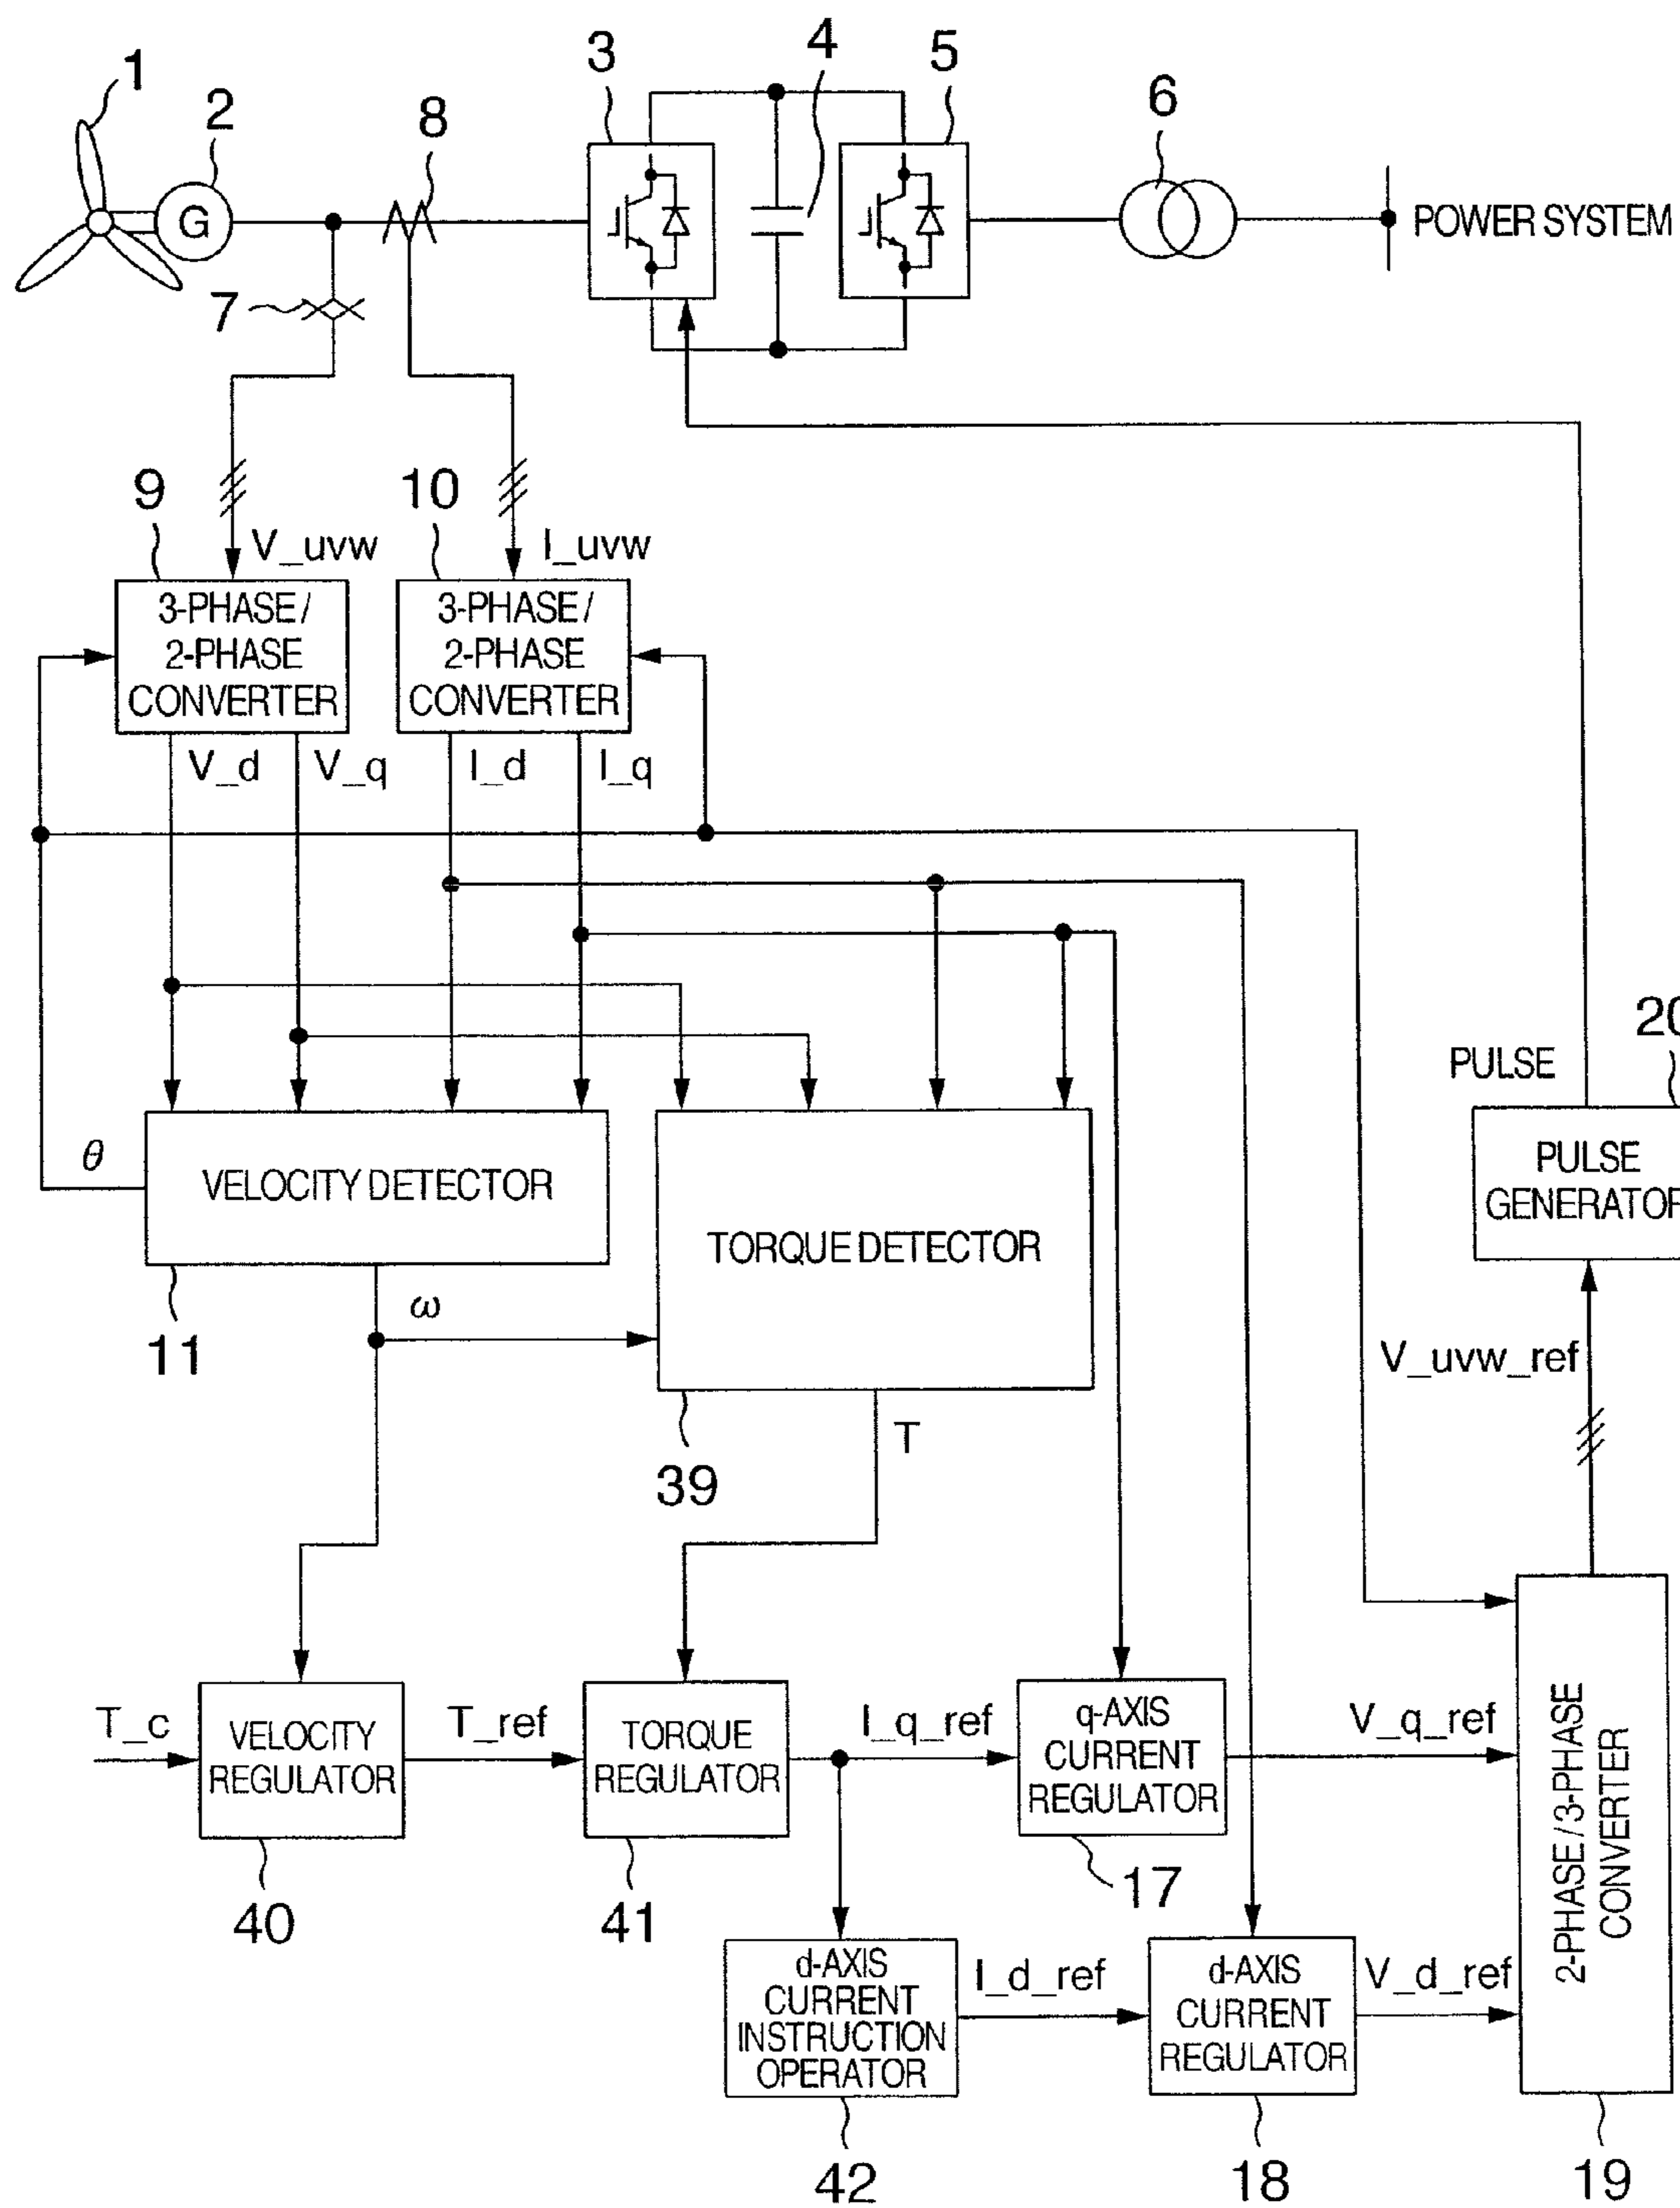 1
2
8
3
4
5
6
G
POWER SYSTEM
7
9
10
V_uvw
I_uvw
3-PHASE/
2-PHASE
CONVERTER
3-PHASE/
2-PHASE
CONVERTER
V_d
V_q
I_d
I_q
20
PULSE
PULSE
GENERATOR
θ
VELOCITY DETECTOR
TORQUE DETECTOR
11
ω
V_uvw_ref
39
T
T_c
VELOCITY
REGULATOR
T_ref
TORQUE
REGULATOR
I_q_ref
q-AXIS
CURRENT
REGULATOR
V_q_ref
2-PHASE/3-PHASE
CONVERTER
40
41
17
d-AXIS
CURRENT
INSTRUCTION
OPERATOR
I_d_ref
d-AXIS
CURRENT
REGULATOR
V_d_ref
42
18
19